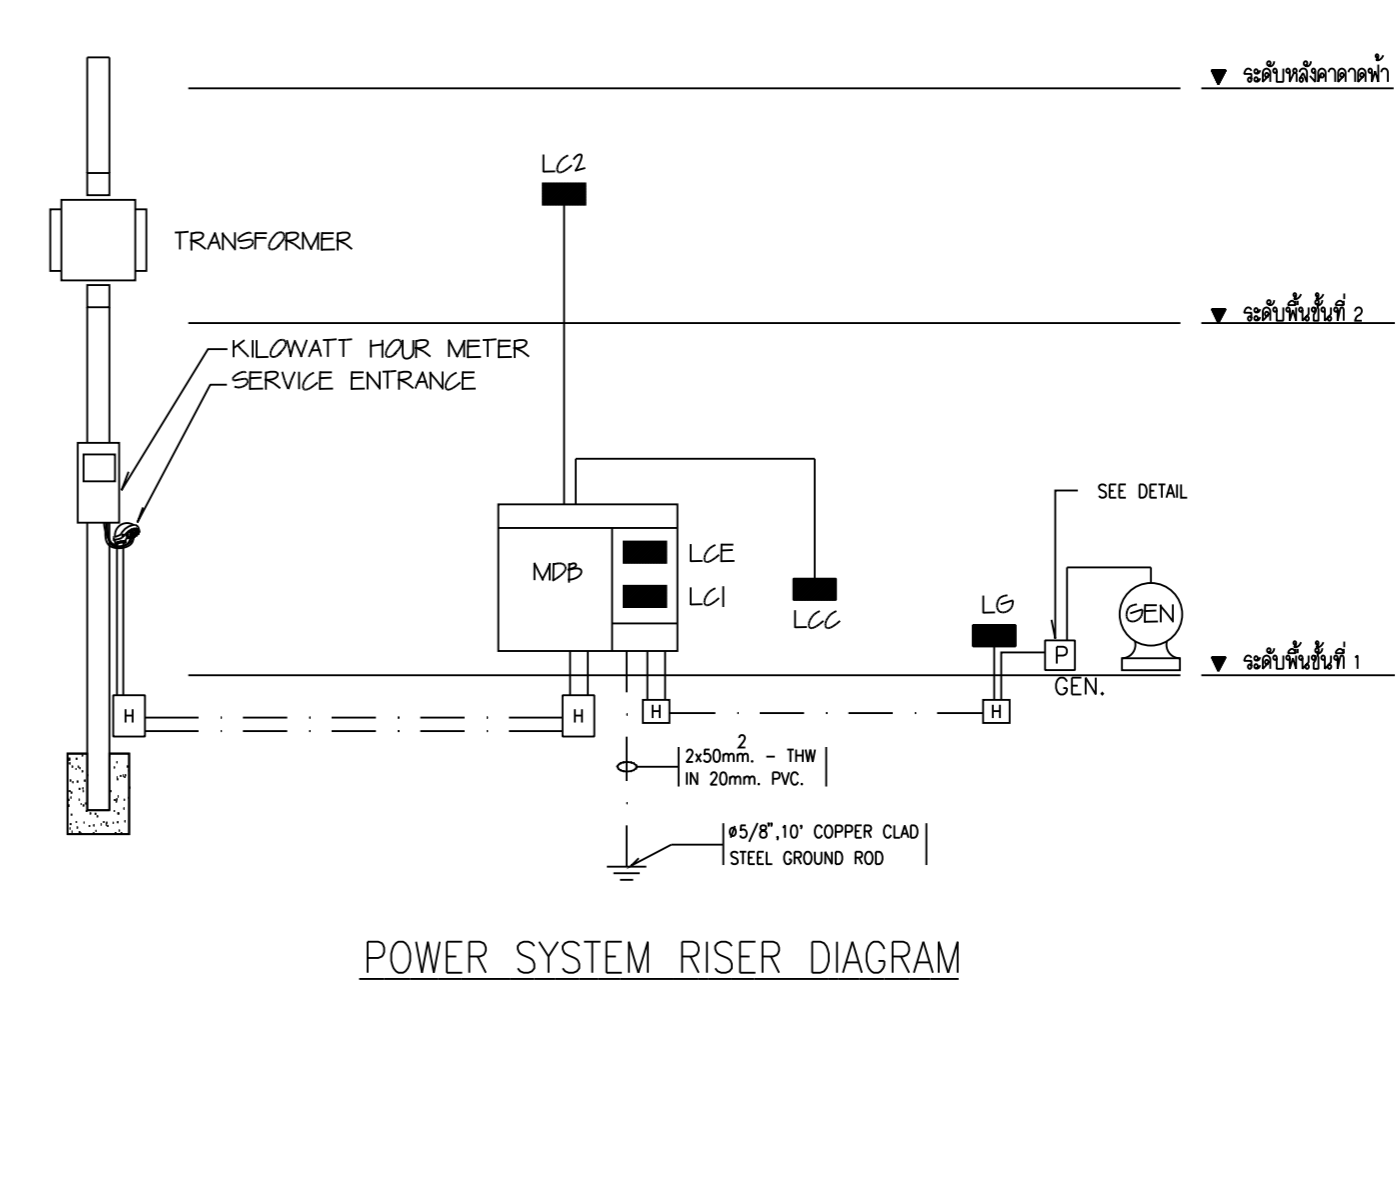 ระดับหลังคาดาดฟ้า
LC2
TRANSFORMER
ระดับพื้นชั้นที่ 2
KILOWATT HOUR METER
SERVICE ENTRANCE
SEE DETAIL
MDB
LCE
LC1
LCC
LG
GEN
P
GEN.
ระดับพื้นชั้นที่ 1
H
H
H
H
2x50mm.² - THW
IN 20mm. PVC.
ø5/8",10' COPPER CLAD
STEEL GROUND ROD
POWER SYSTEM RISER DIAGRAM